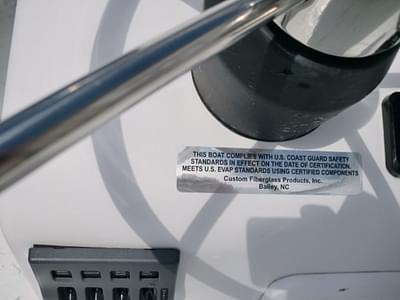 THIS BOAT COMPLIES WITH U.S. COAST GUARD SAFETY
STANDARDS IN EFFECT ON THE DATE OF CERTIFICATION.
MEETS U.S. EVAP STANDARDS USING CERTIFIED COMPONENTS
Custom Fiberglass Products, Inc.
Bailey, NC